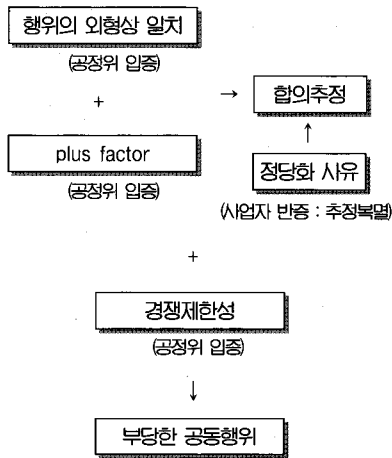 행위의 외형상 일치
(공정위 입증)
+
→ 합의추정
plus factor
↑
(공정위 입증)
정당화 사유
(사업자 반증 : 추정복멸)
+
경쟁제한성
(공정위 입증)
↓
부당한 공동행위